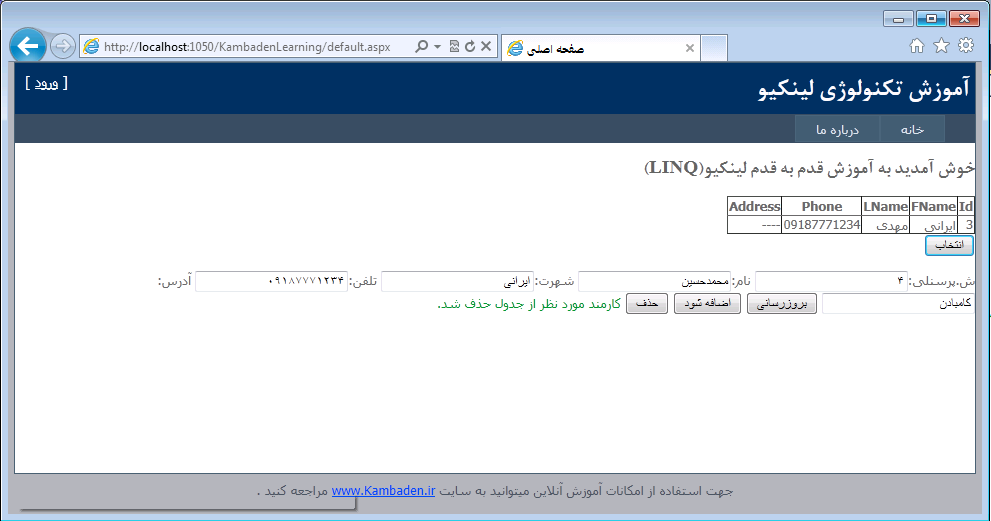 http://localhost:1050/KambadenLearning/default.aspx
صفحه اصلی
آموزش تکنولوژی لینکیو
[ ورود ]
خانه
درباره ما
خوش آمدید به آموزش قدم به قدم لینکیو(LINQ)
Id FName LName Phone Address
3 ایرانی مهدی 09187771234 ----
انتخاب
ش.پرسنلی: ۴ نام: محمدحسین شهرت: ایرانی تلفن: ۰۹۱۸۷۷۷۱۲۳۴ آدرس:
کامبادن بروزرسانی اضافه شود حذف کارمند مورد نظر از جدول حذف شد.
جهت استفاده از امکانات آموزش آنلاین میتوانید به سایت www.Kambaden.ir مراجعه کنید .